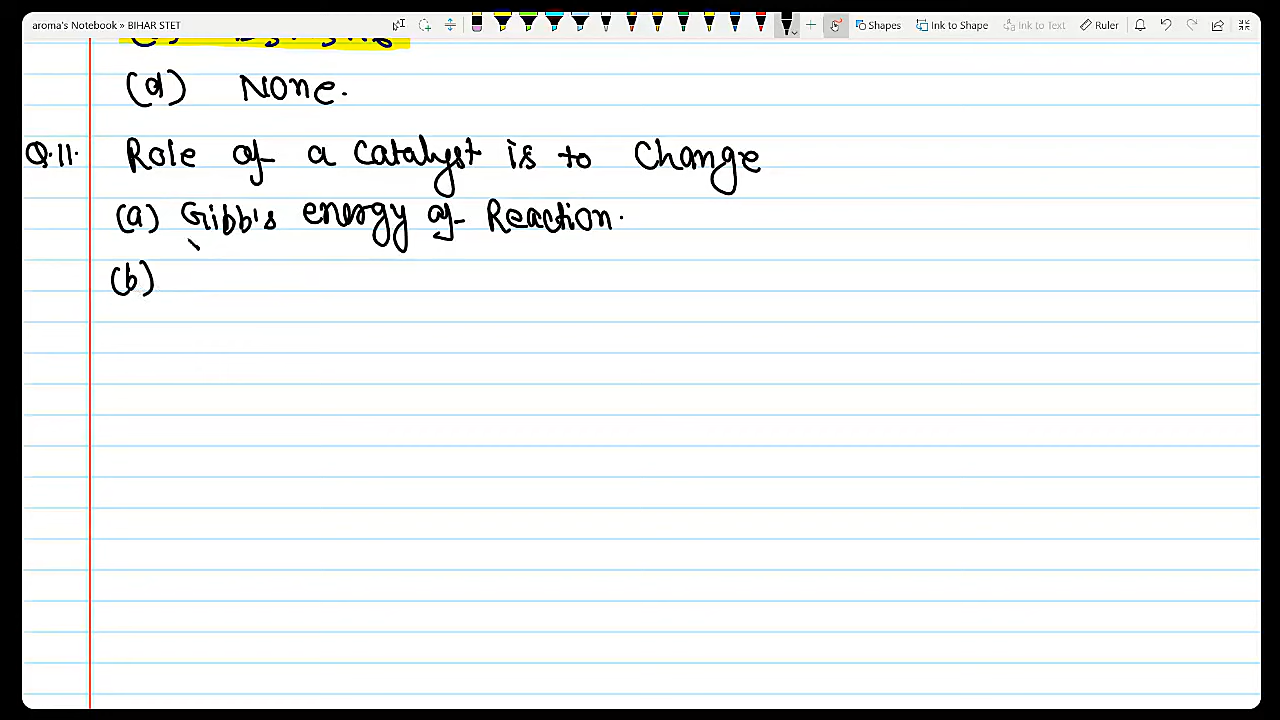 aroma's Notebook » BIHAR STET
Shapes
Ink to Shape
Ink to Text
Ruler
(d) None.
Q.11. Role of a Catalyst is to Change
(a) Gibb's energy of Reaction.
(b)